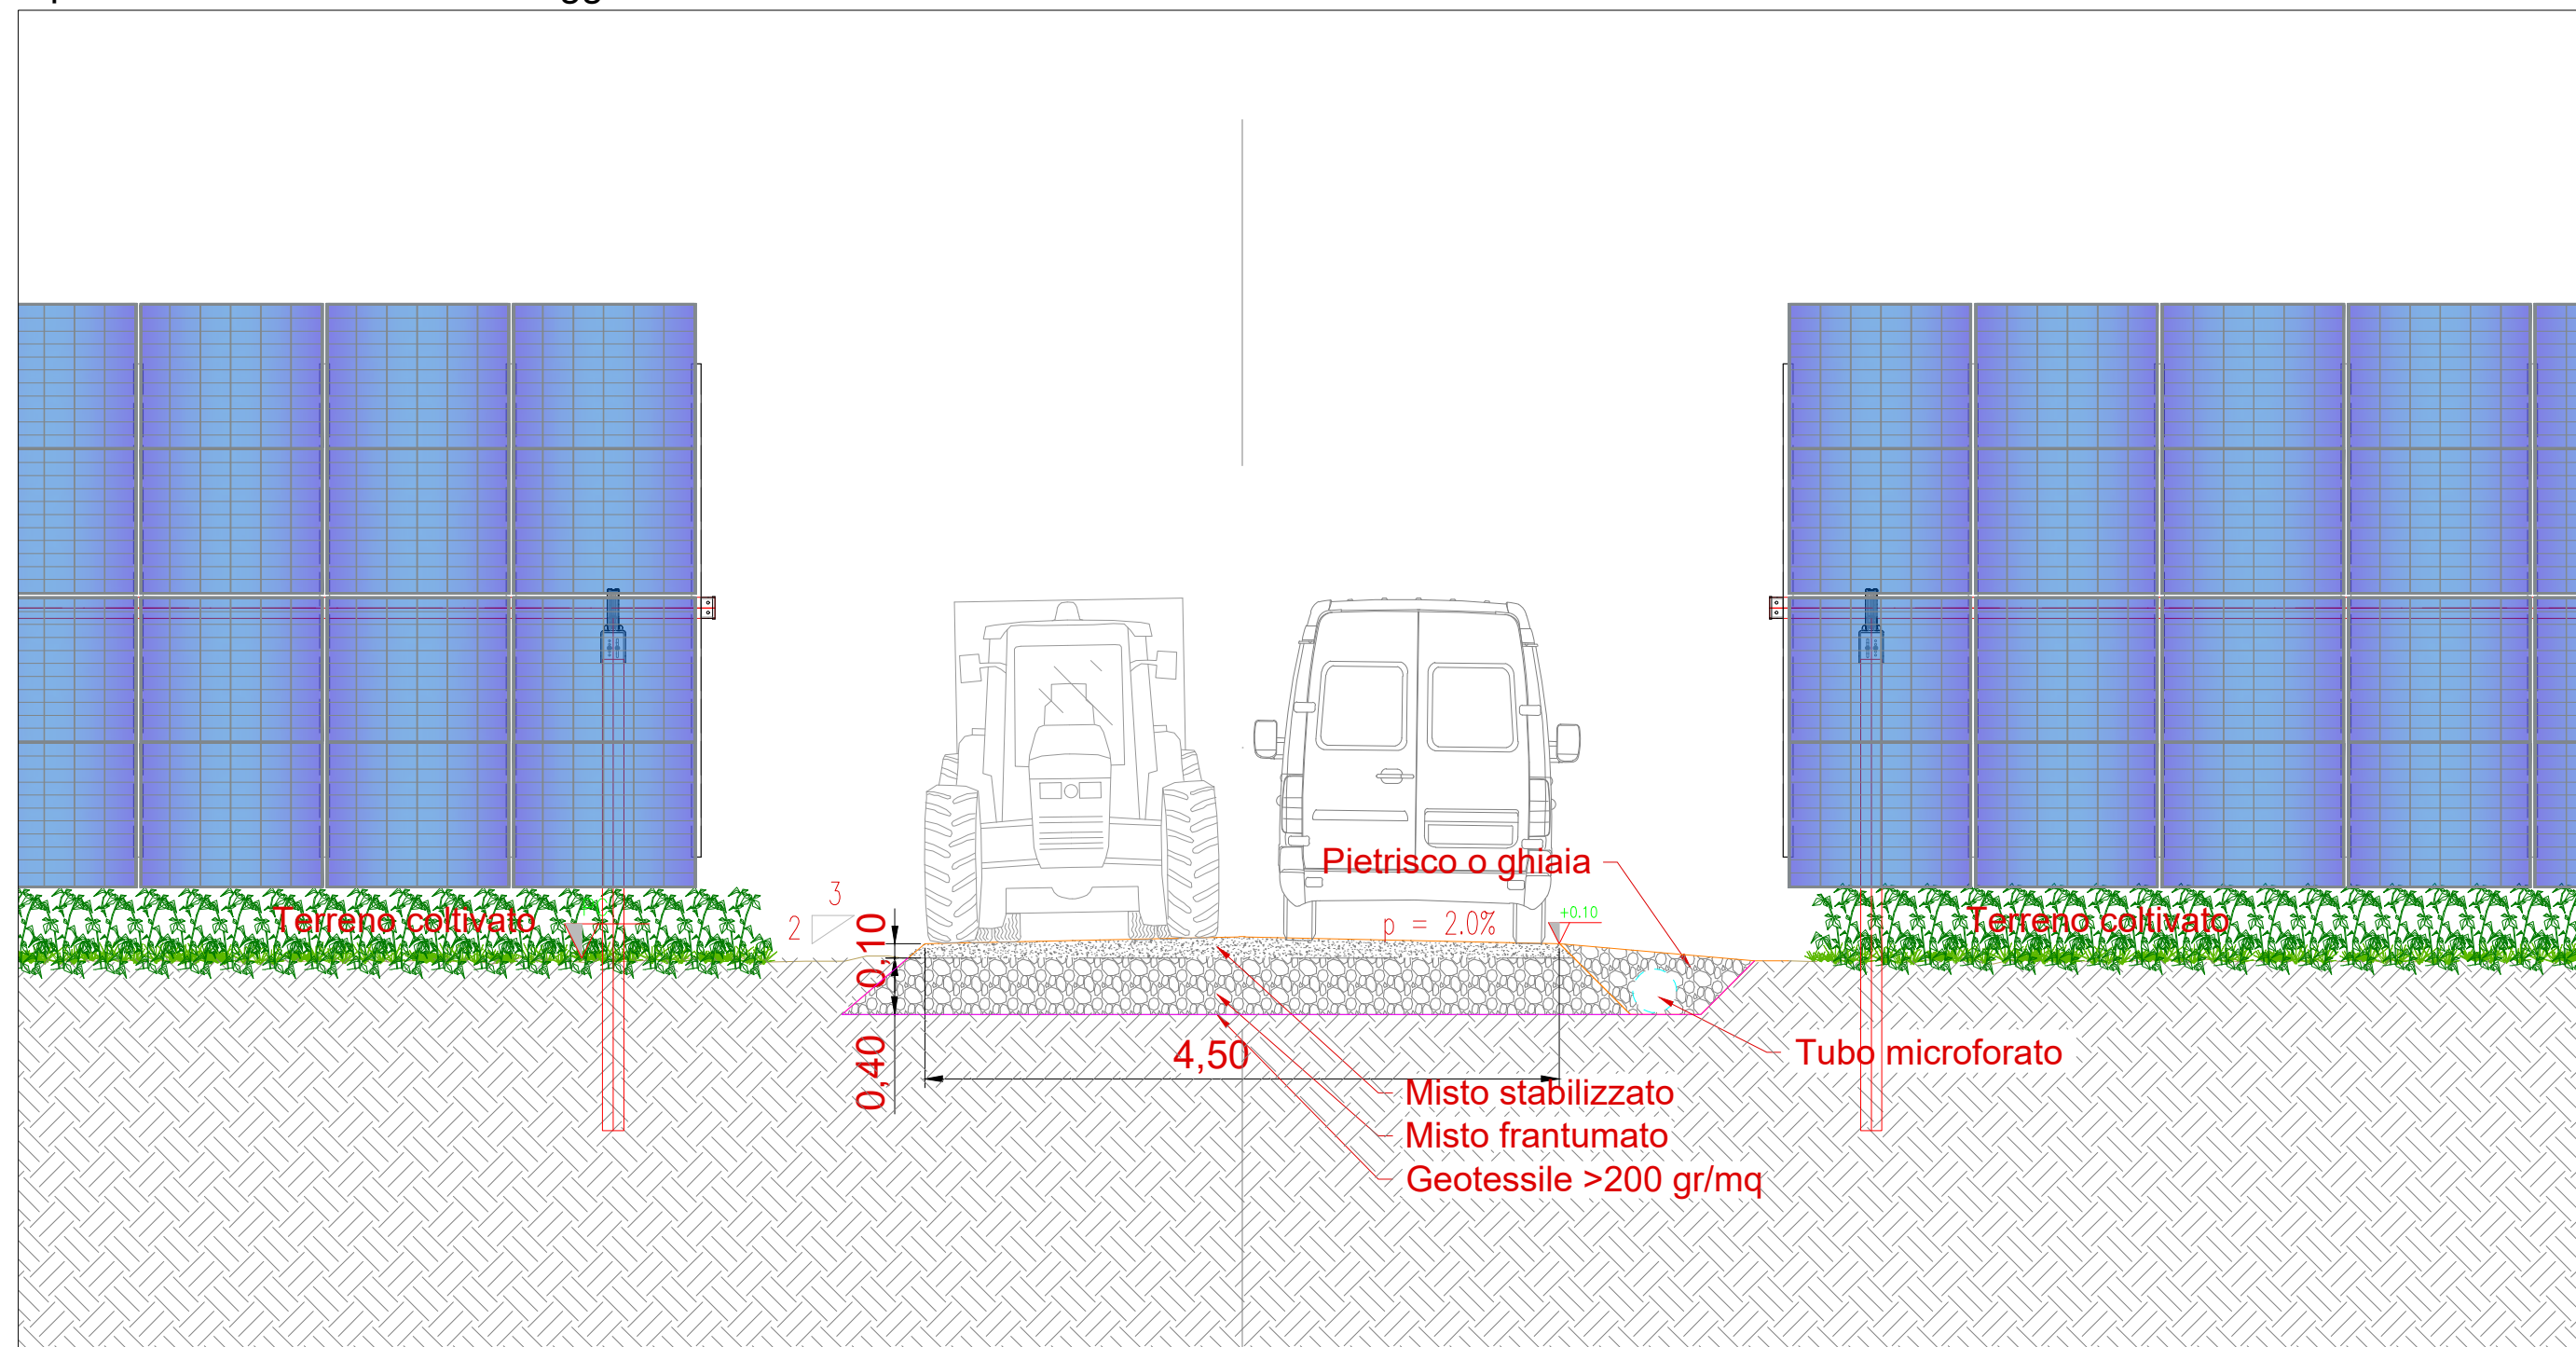 Pietrisco o ghiaia
Terreno coltivato
3
2
0,10
p = 2.0%
+0.10
Terreno coltivato
0,40
4,50
Tubo microforato
Misto stabilizzato
Misto frantumato
Geotessile >200 gr/mq